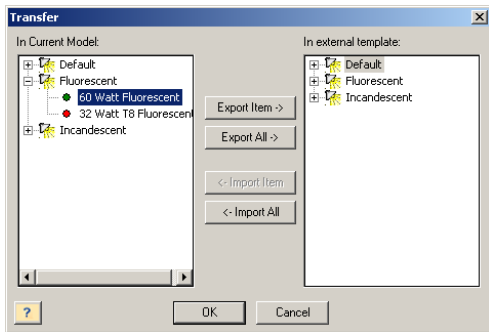 Transfer
In Current Model:
Default
Fluorescent
60 Watt Fluorescent
32 Watt T8 Fluorescen
Incandescent
Export Item ->
Export All ->
<- Import Item
<- Import All
In external template:
Default
Fluorescent
Incandescent
?
OK
Cancel